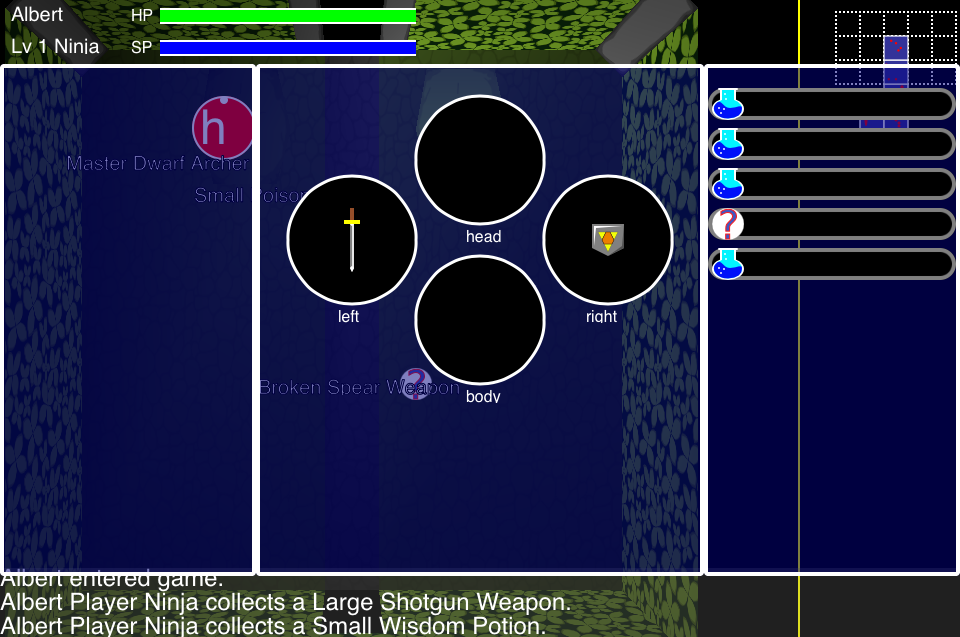 Albert HP
Lv 1 Ninja SP
h
Master Dwarf Archer
Small Poison
head
left
right
?
Broken Spear Weapon
?
body
Albert entered game.
Albert Player Ninja collects a Large Shotgun Weapon.
Albert Player Ninja collects a Small Wisdom Potion.